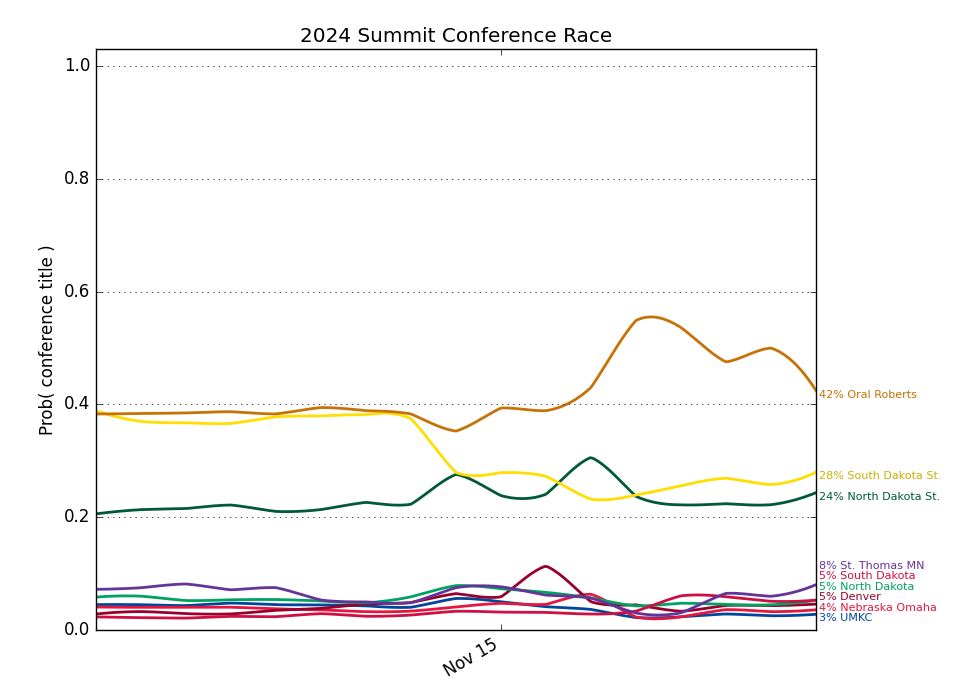 2024 Summit Conference Race
1.0
0.8
0.6
0.4
0.2
0.0
Prob( conference title )
Nov 15
42% Oral Roberts
28% South Dakota St.
24% North Dakota St.
8% St. Thomas MN
5% South Dakota
5% North Dakota
5% Denver
4% Nebraska Omaha
3% UMKC